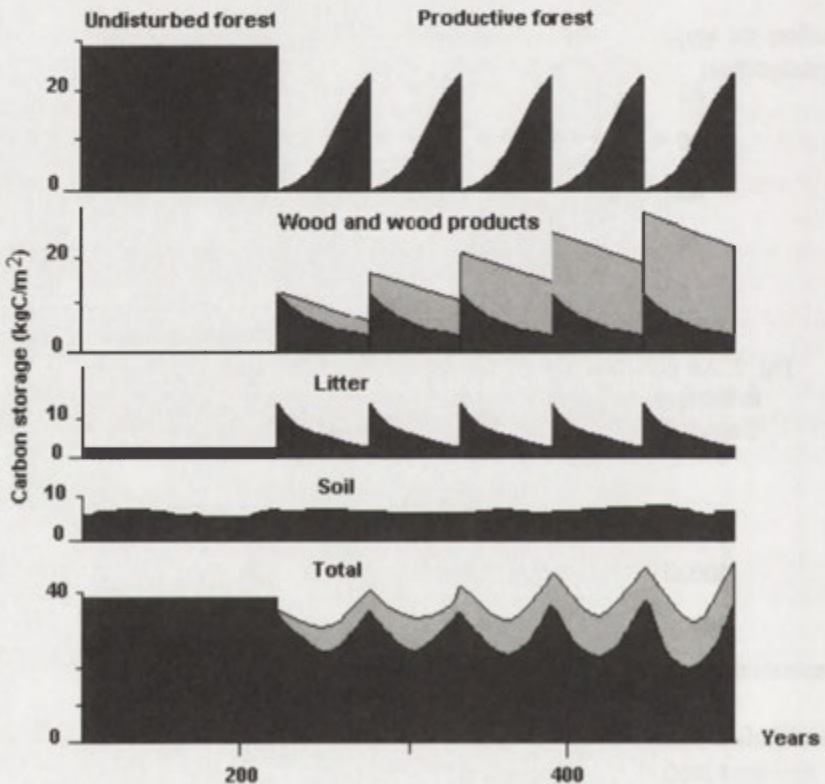 Undisturbed forest
Productive forest
20
0
Wood and wood products
20
0
Litter
10
0
Soil
10
0
Total
40
0
Carbon storage (kgC/m²)
200
400
Years